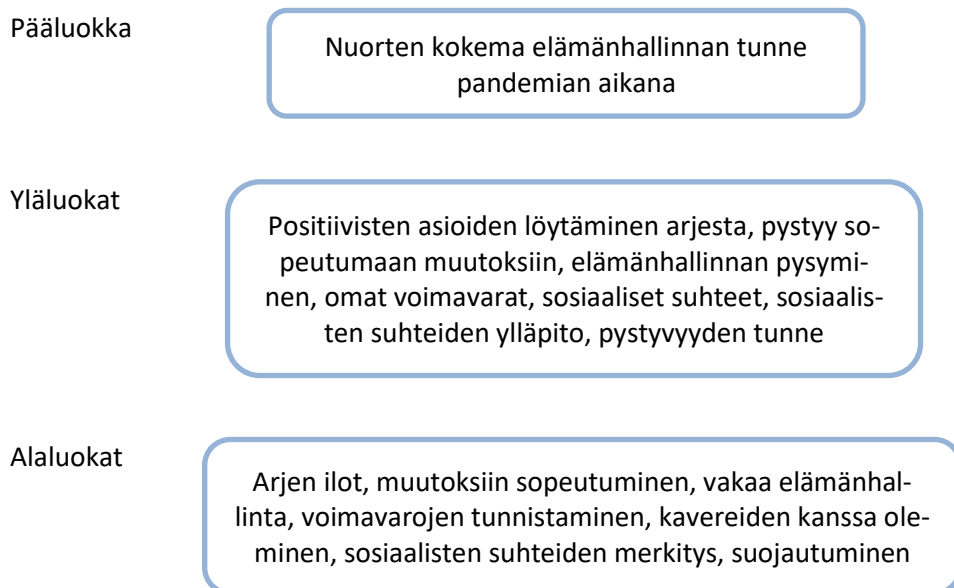 Pääluokka
Nuorten kokema elämänhallinnan tunne
pandemian aikana
Yläluokat
Positiivisten asioiden löytäminen arjesta, pystyy so-
peutumaan muutoksiin, elämänhallinnan pysymi-
nen, omat voimavarat, sosiaaliset suhteet, sosiaalis-
ten suhteiden ylläpito, pystyvyyden tunne
Alaluokat
Arjen ilot, muutoksiin sopeutuminen, vakaa elämänhal-
linta, voimavarojen tunnistaminen, kavereiden kanssa ole-
minen, sosiaalisten suhteiden merkitys, suojautuminen